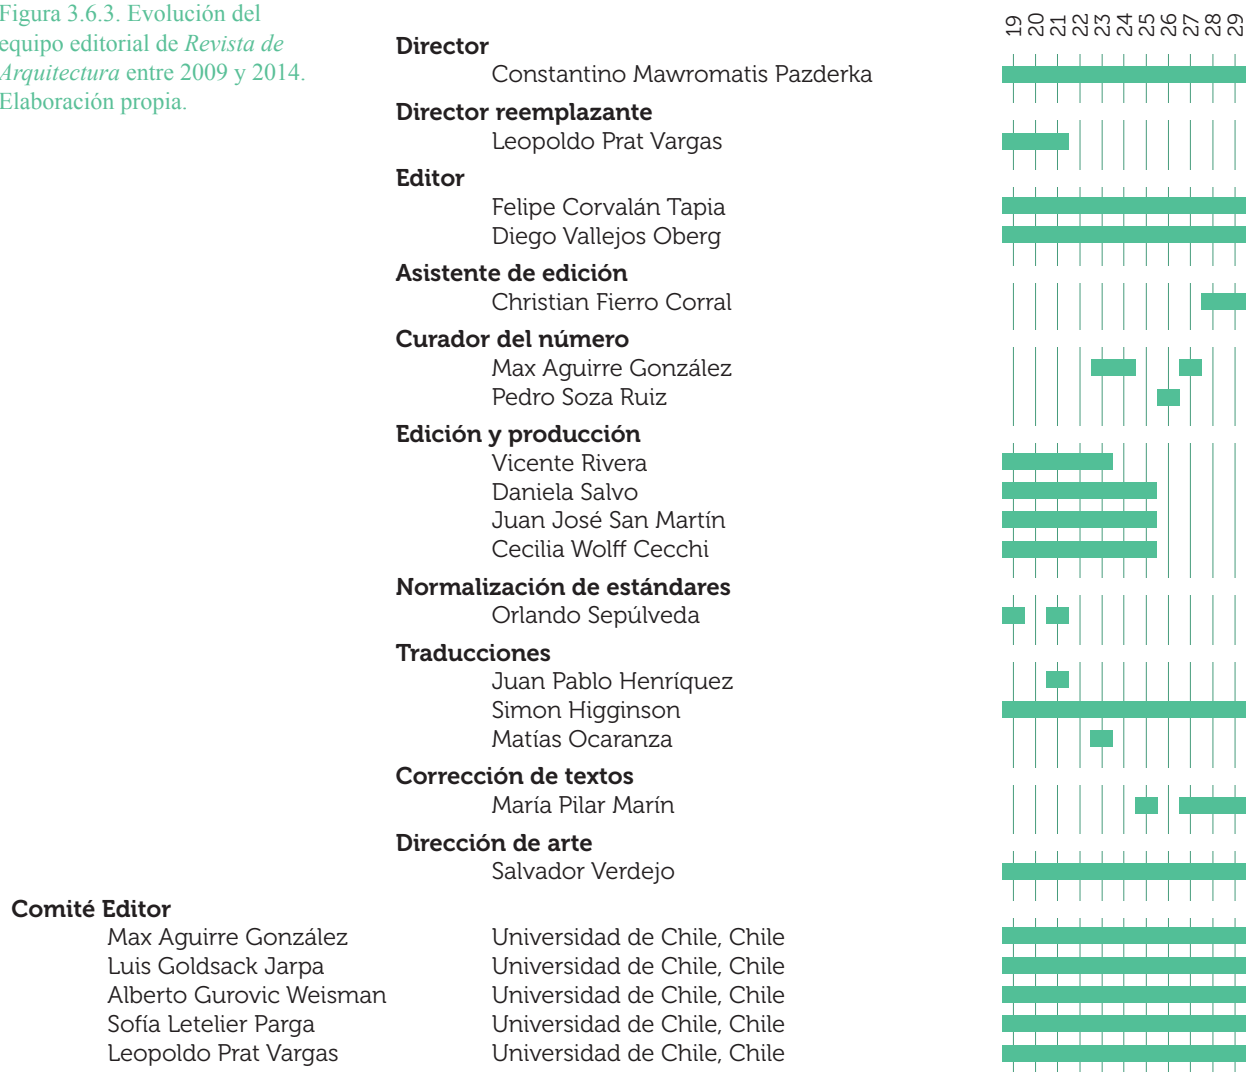 Figura 3.6.3. Evolución del
equipo editorial de Revista de
Arquitectura entre 2009 y 2014.
Elaboración propia.
19 20 21 22 23 24 25 26 27 28 29
Director
Constantino Mawromatis Pazderka
Director reemplazante
Leopoldo Prat Vargas
Editor
Felipe Corvalán Tapia
Diego Vallejos Oberg
Asistente de edición
Christian Fierro Corral
Curador del número
Max Aguirre González
Pedro Soza Ruiz
Edición y producción
Vicente Rivera
Daniela Salvo
Juan José San Martín
Cecilia Wolff Cecchi
Normalización de estándares
Orlando Sepúlveda
Traducciones
Juan Pablo Henríquez
Simon Higginson
Matías Ocaranza
Corrección de textos
María Pilar Marín
Dirección de arte
Salvador Verdejo
Comité Editor
Max Aguirre González Universidad de Chile, Chile
Luis Goldsack Jarpa Universidad de Chile, Chile
Alberto Gurovic Weisman Universidad de Chile, Chile
Sofía Letelier Parga Universidad de Chile, Chile
Leopoldo Prat Vargas Universidad de Chile, Chile